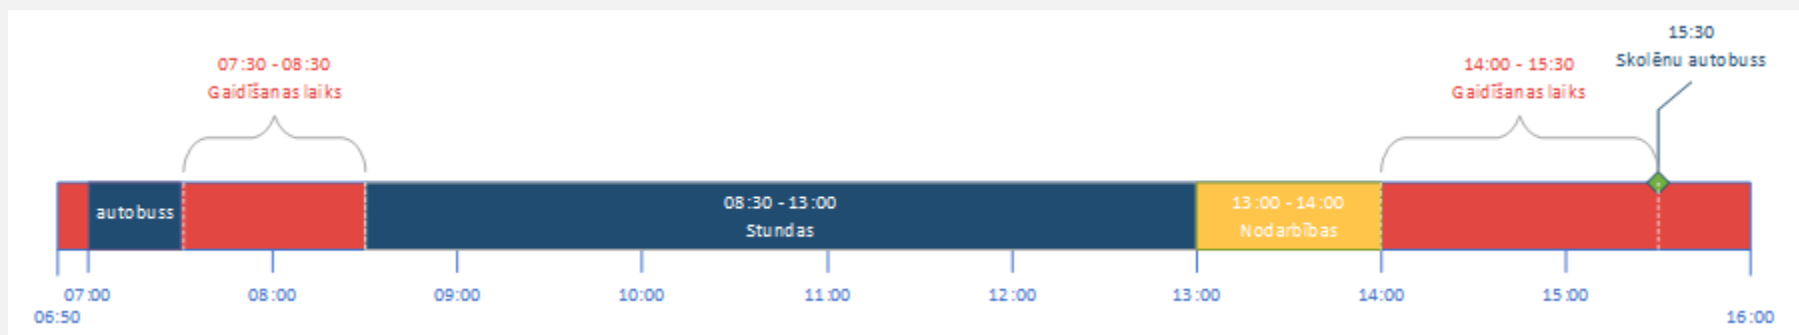 15:30
Skolēnu autobuss
07:30 - 08:30
Gaidīšanas laiks
14:00 - 15:30
Gaidīšanas laiks
autobuss
08:30 - 13:00
Stundas
13:00 - 14:00
Nodarbības
07:00
08:00
09:00
10:00
11:00
12:00
13:00
14:00
15:00
06:50
16:00